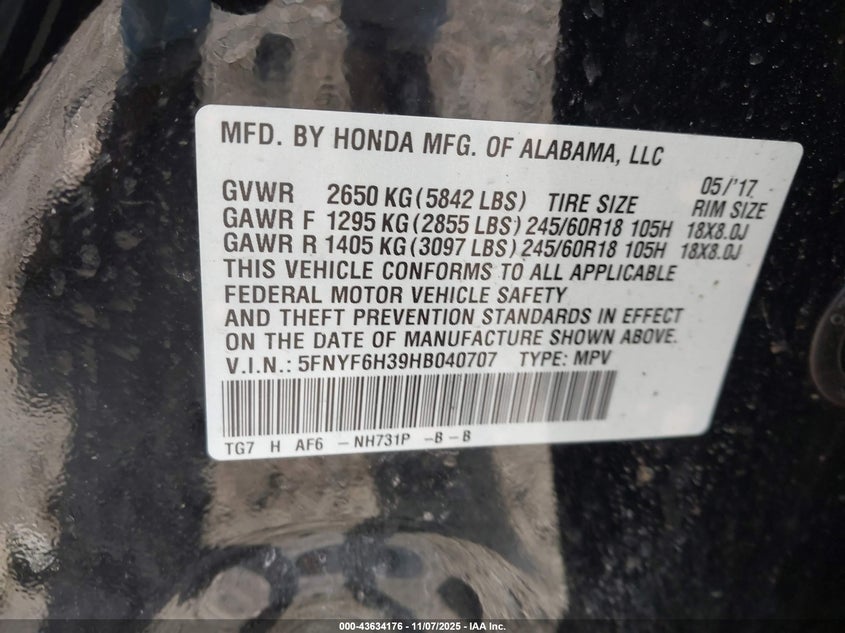 MFD. BY HONDA MFG. OF ALABAMA, LLC
05/'17
GVWR 2650 KG (5842 LBS) TIRE SIZE RIM SIZE
GAWR F 1295 KG (2855 LBS) 245/60R18 105H 18X8.0J
GAWR R 1405 KG (3097 LBS) 245/60R18 105H 18X8.0J
THIS VEHICLE CONFORMS TO ALL APPLICABLE
FEDERAL MOTOR VEHICLE SAFETY
AND THEFT PREVENTION STANDARDS IN EFFECT
ON THE DATE OF MANUFACTURE SHOWN ABOVE.
V.I.N.: 5FNYF6H39HB040707 TYPE: MPV
TG7 H AF6 -NH731P -B-B
000-43634176 - 11/07/2025 - IAA Inc.